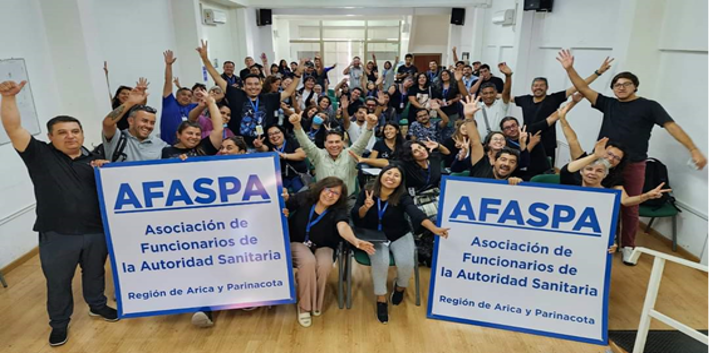 AFASPA
Asociación de
Funcionarios de
la Autoridad Sanitaria
Región de Arica y Parinacota
AFASPA
Asociación de
Funcionarios de
la Autoridad Sanitaria
Región de Arica y Parinacota